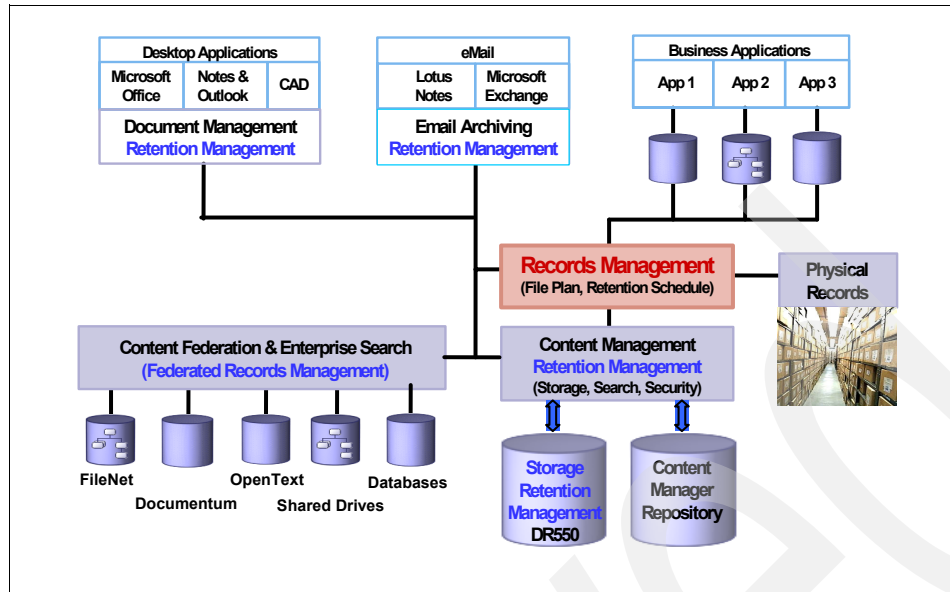 Desktop Applications
Microsoft
Office
Notes &
Outlook
CAD
Document Management
Retention Management
eMail
Lotus
Notes
Microsoft
Exchange
Email Archiving
Retention Management
Business Applications
App 1
App 2
App 3
Records Management
(File Plan, Retention Schedule)
Physical
Records
Content Federation & Enterprise Search
(Federated Records Management)
Content Management
Retention Management
(Storage, Search, Security)
FileNet
Documentum
OpenText
Shared Drives
Databases
Storage
Retention
Management
DR550
Content
Manager
Repository